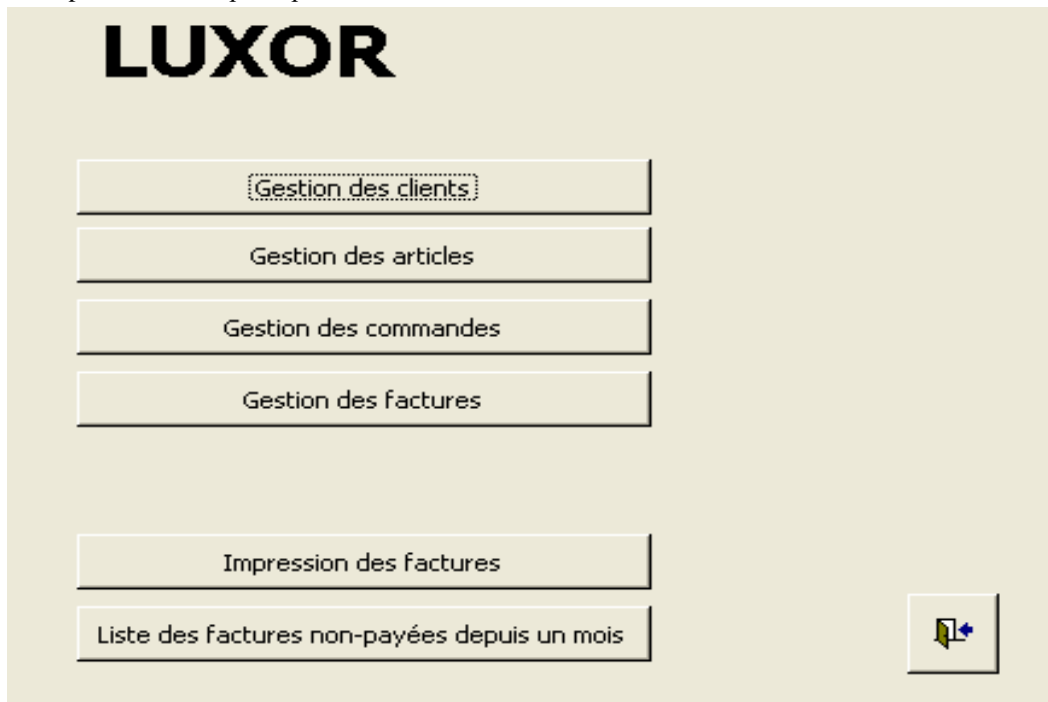 LUXOR
Gestion des clients
Gestion des articles
Gestion des commandes
Gestion des factures
Impression des factures
Liste des factures non-payées depuis un mois